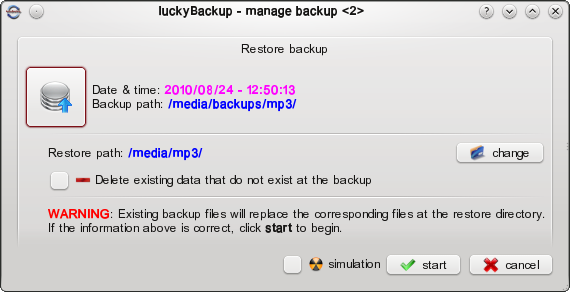 luckyBackup - manage backup <2>
Restore backup
Date & time: 2010/08/24 - 12:50:13
Backup path: /media/backups/mp3/
Restore path: /media/mp3/
change
Delete existing data that do not exist at the backup
WARNING: Existing backup files will replace the corresponding files at the restore directory.
If the information above is correct, click start to begin.
simulation
start
cancel